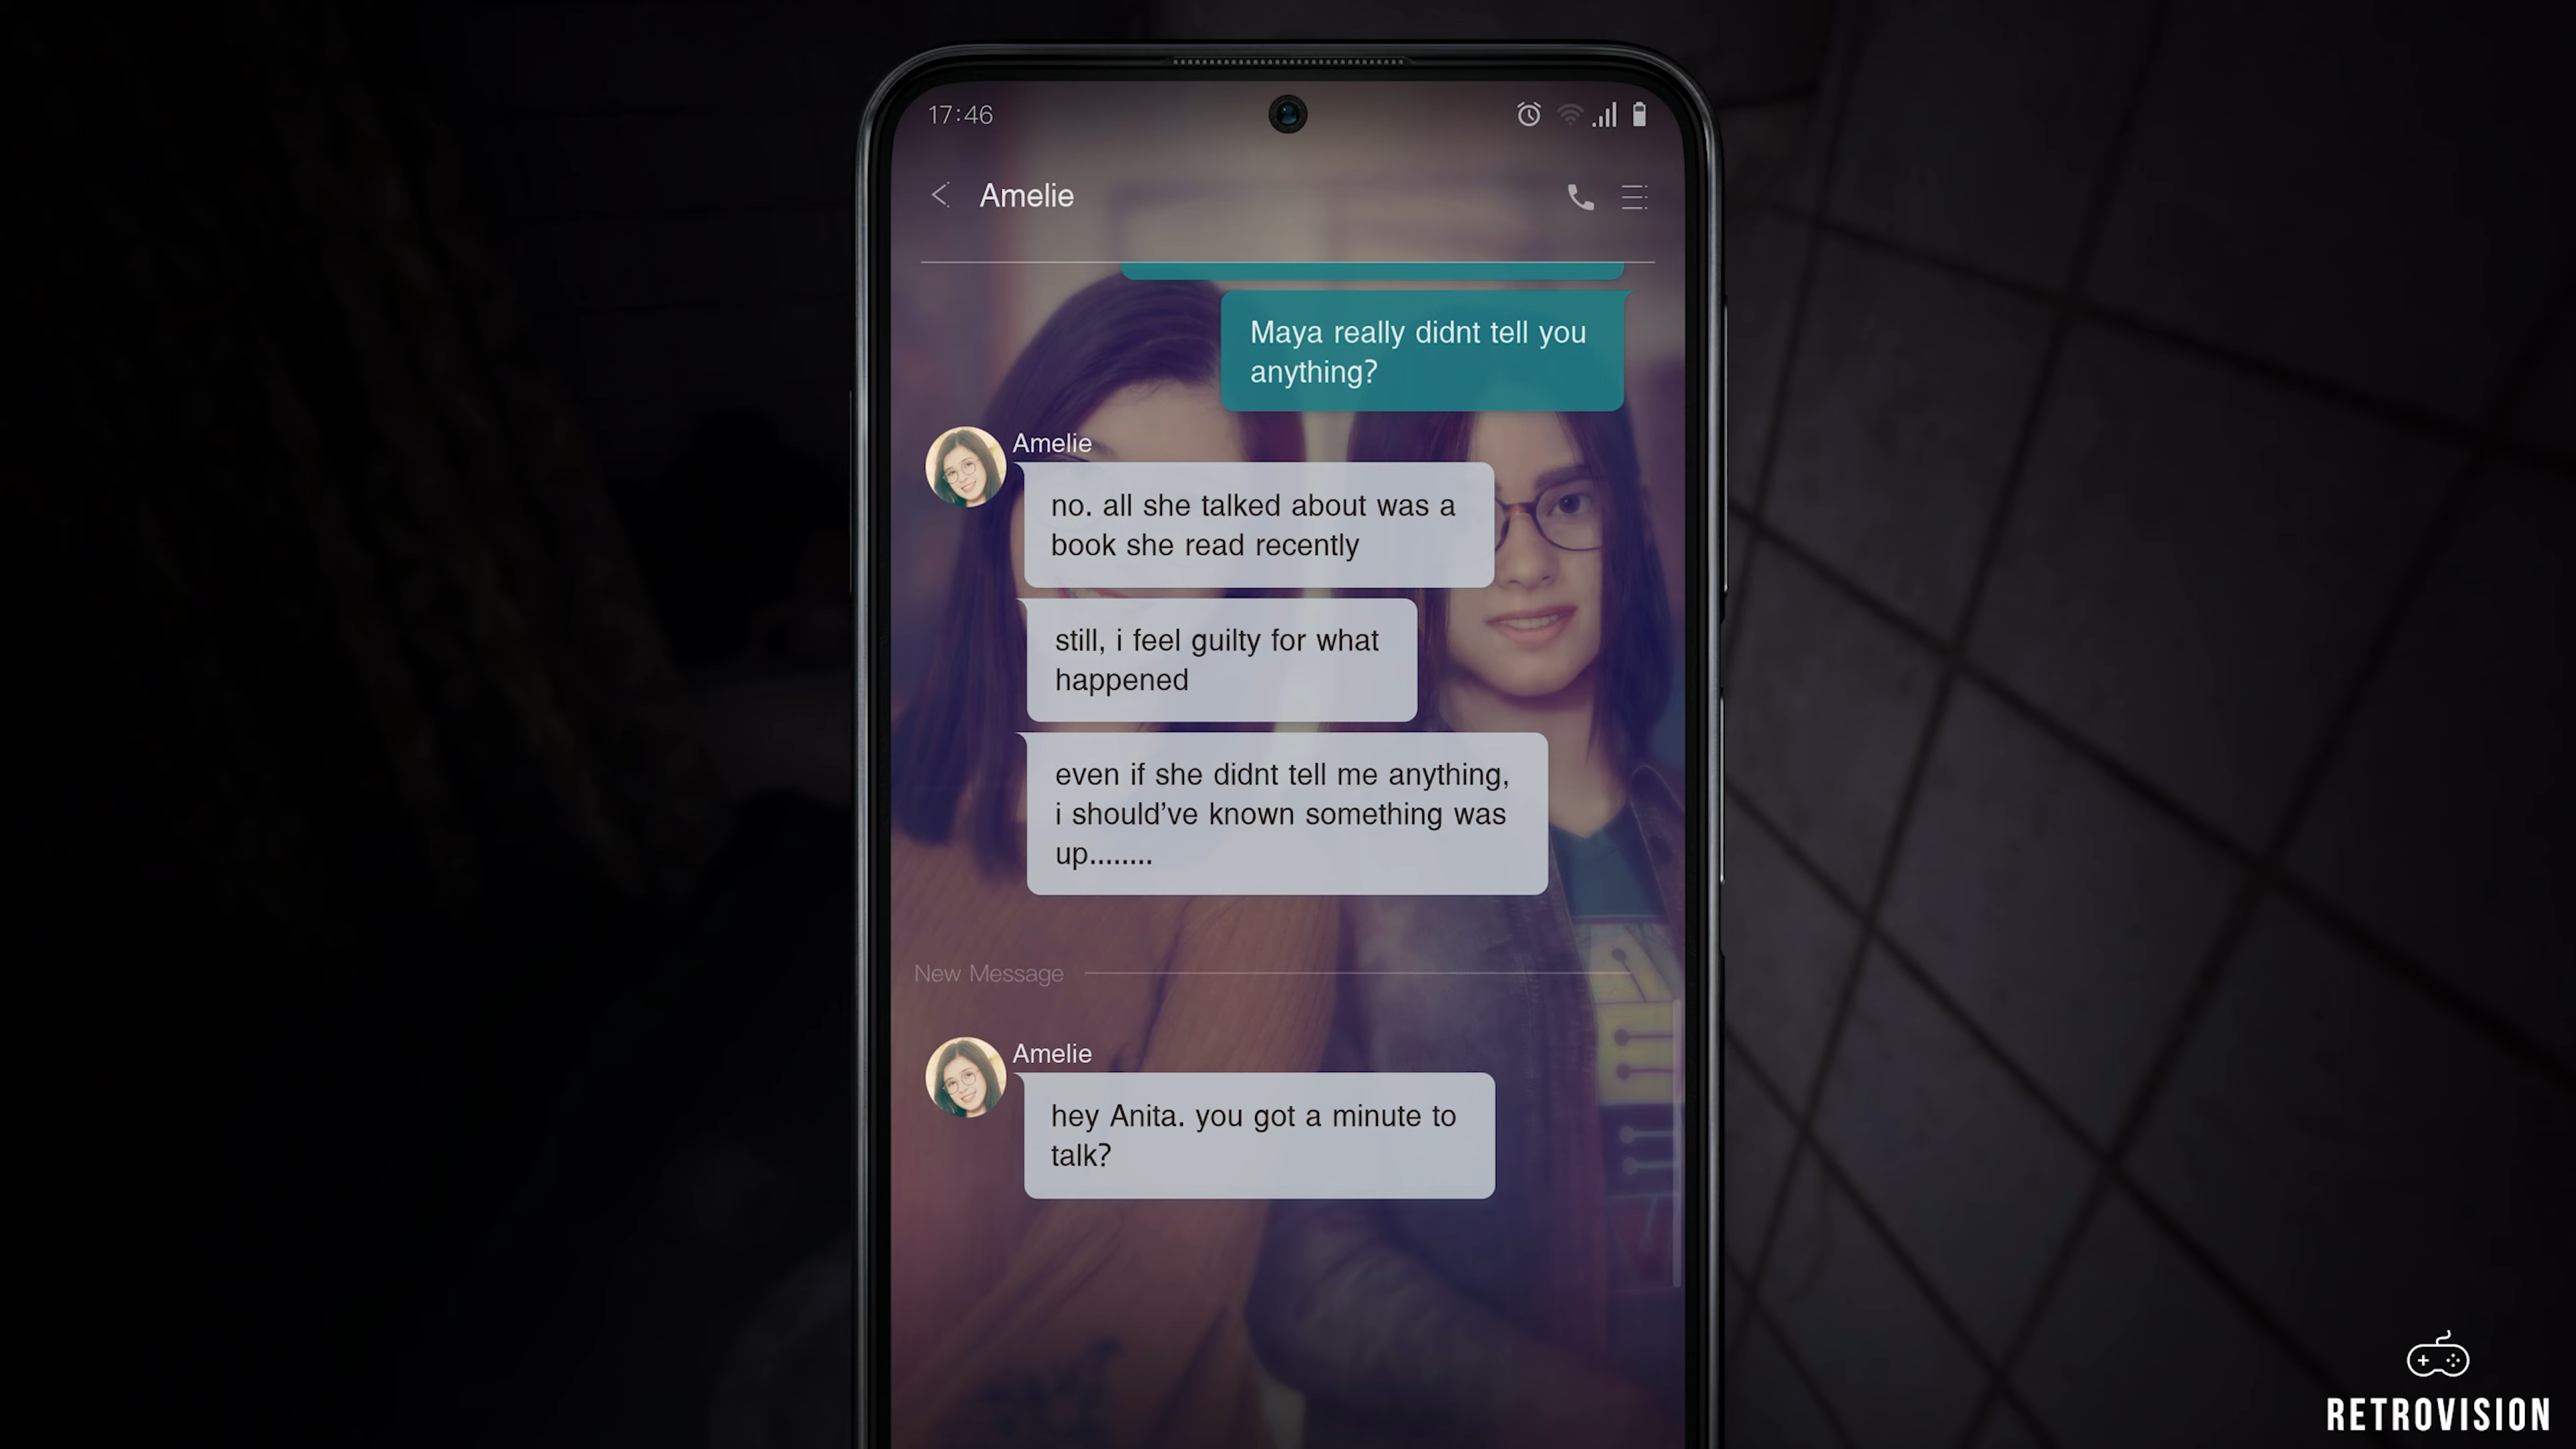 17:46
Amelie
Maya really didnt tell you
anything?
Amelie
no. all she talked about was a
book she read recently
still, i feel guilty for what
happened
even if she didnt tell me anything,
i should’ve known something was
up........
New Message
Amelie
hey Anita. you got a minute to
talk?
RETROVISION